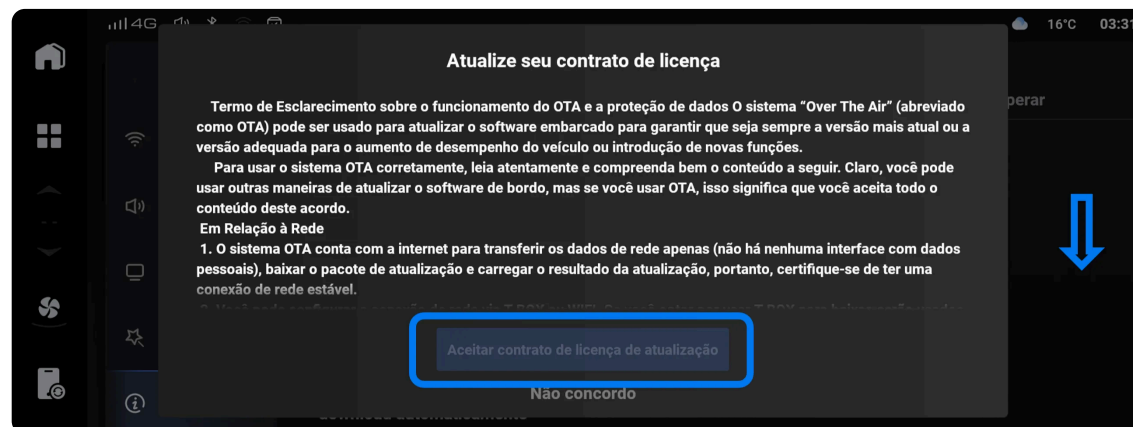 4G
16°C 03:31
Atualize seu contrato de licença
perar
Termo de Esclarecimento sobre o funcionamento do OTA e a proteção de dados O sistema “Over The Air” (abreviado
como OTA) pode ser usado para atualizar o software embarcado para garantir que seja sempre a versão mais atual ou a
versão adequada para o aumento de desempenho do veículo ou introdução de novas funções.
Para usar o sistema OTA corretamente, leia atentamente e compreenda bem o conteúdo a seguir. Claro, você pode
usar outras maneiras de atualizar o software de bordo, mas se você usar OTA, isso significa que você aceita todo o
conteúdo deste acordo.
Em Relação à Rede
1. O sistema OTA conta com a internet para transferir os dados de rede apenas (não há nenhuma interface com dados
pessoais), baixar o pacote de atualização e carregar o resultado da atualização, portanto, certifique-se de ter uma
conexão de rede estável.
Aceitar contrato de licença de atualização
Não concordo